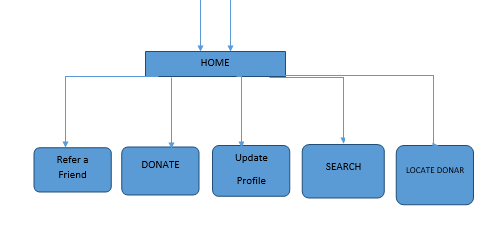 HOME
Refer a
Friend
DONATE
Update
Profile
SEARCH
LOCATE DONAR